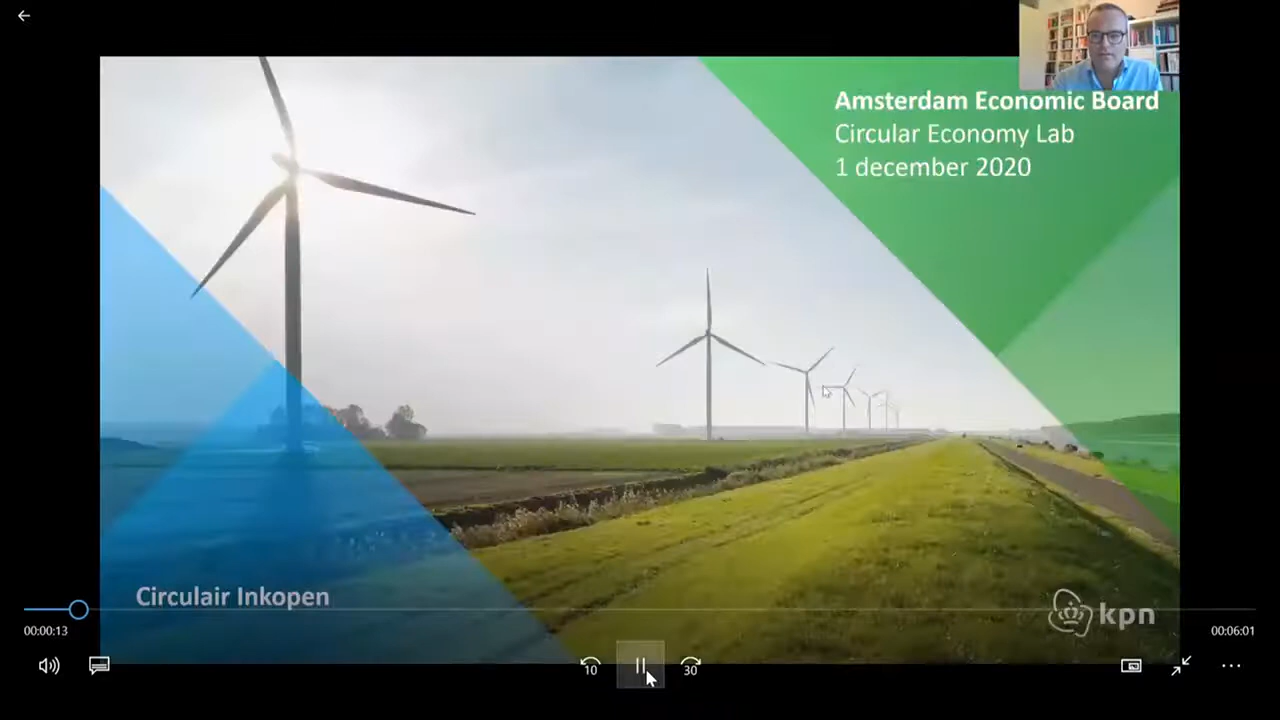 Amsterdam Economic Board
Circular Economy Lab
1 december 2020
Circulair Inkopen
kpn
00:00:13
00:06:01
10
30